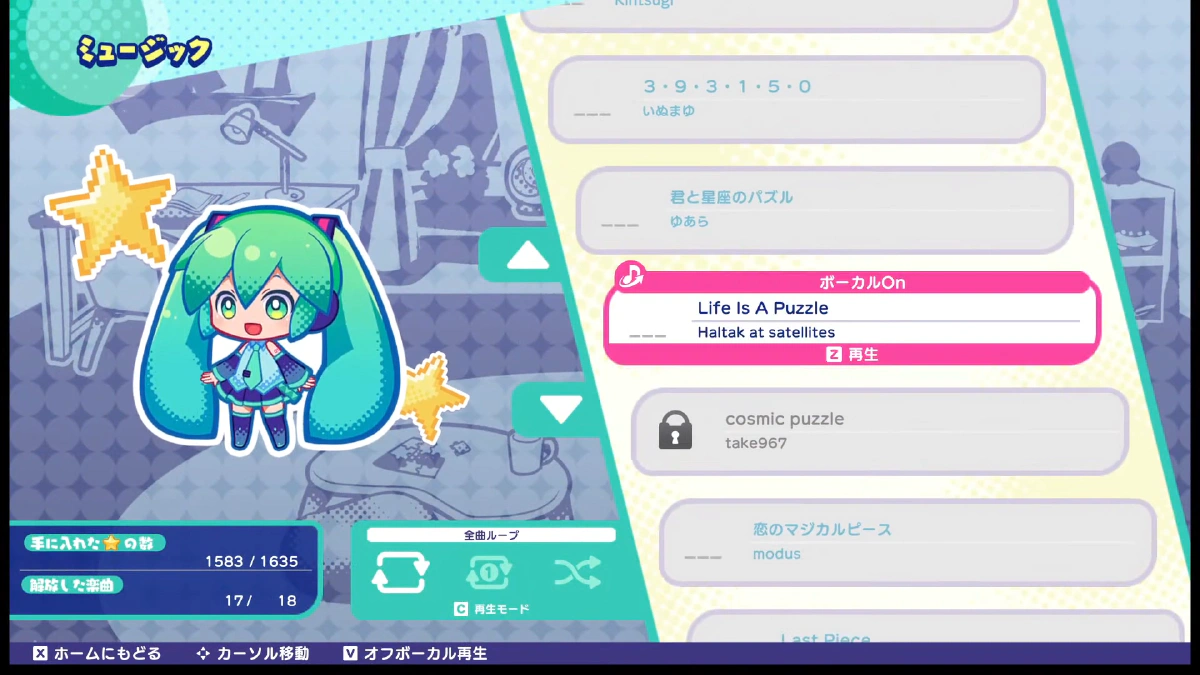 ミュージック
Kintsugi
3・9・3・1・5・0
いぬまゆ
君と星座のパズル
ゆあら
ボーカルOn
Life Is A Puzzle
Haltak at satellites
Z 再生
cosmic puzzle
take967
恋のマジカルピース
modus
Last Piece
手に入れた⭐の数
1583 / 1635
解放した楽曲
17/ 18
全曲ループ
1
C 再生モード
X ホームにもどる カーソル移動 V オフボーカル再生